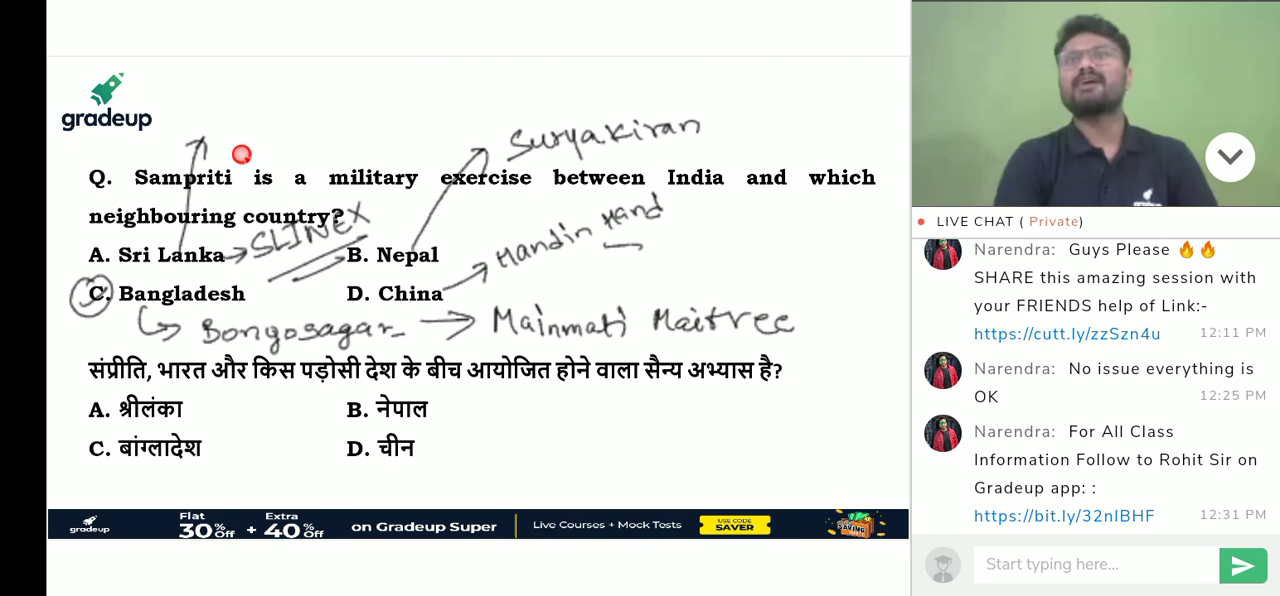 gradeup
Suryakiran
Q. Sampriti is a military exercise between India and which
neighbouring country?
SLINEX
Handin Hand
A. Sri Lanka
B. Nepal
C. Bangladesh
D. China
Bongosagar
Mainmati Maitree
संप्रीति, भारत और किस पड़ोसी देश के बीच आयोजित होने वाला सैन्य अभ्यास है?
A. श्रीलंका
B. नेपाल
C. बांग्लादेश
D. चीन
gradeup
Flat 30% Off + Extra 40% Off
on Gradeup Super
Live Courses + Mock Tests
USE CODE
SAVER
SAVING
LIVE CHAT ( Private)
Narendra: Guys Please 🔥🔥
SHARE this amazing session with
your FRIENDS help of Link:-
https://cutt.ly/zzSzn4u 12:11 PM
Narendra: No issue everything is
OK 12:25 PM
Narendra: For All Class
Information Follow to Rohit Sir on
Gradeup app: :
https://bit.ly/32nIBHF 12:31 PM
Start typing here...